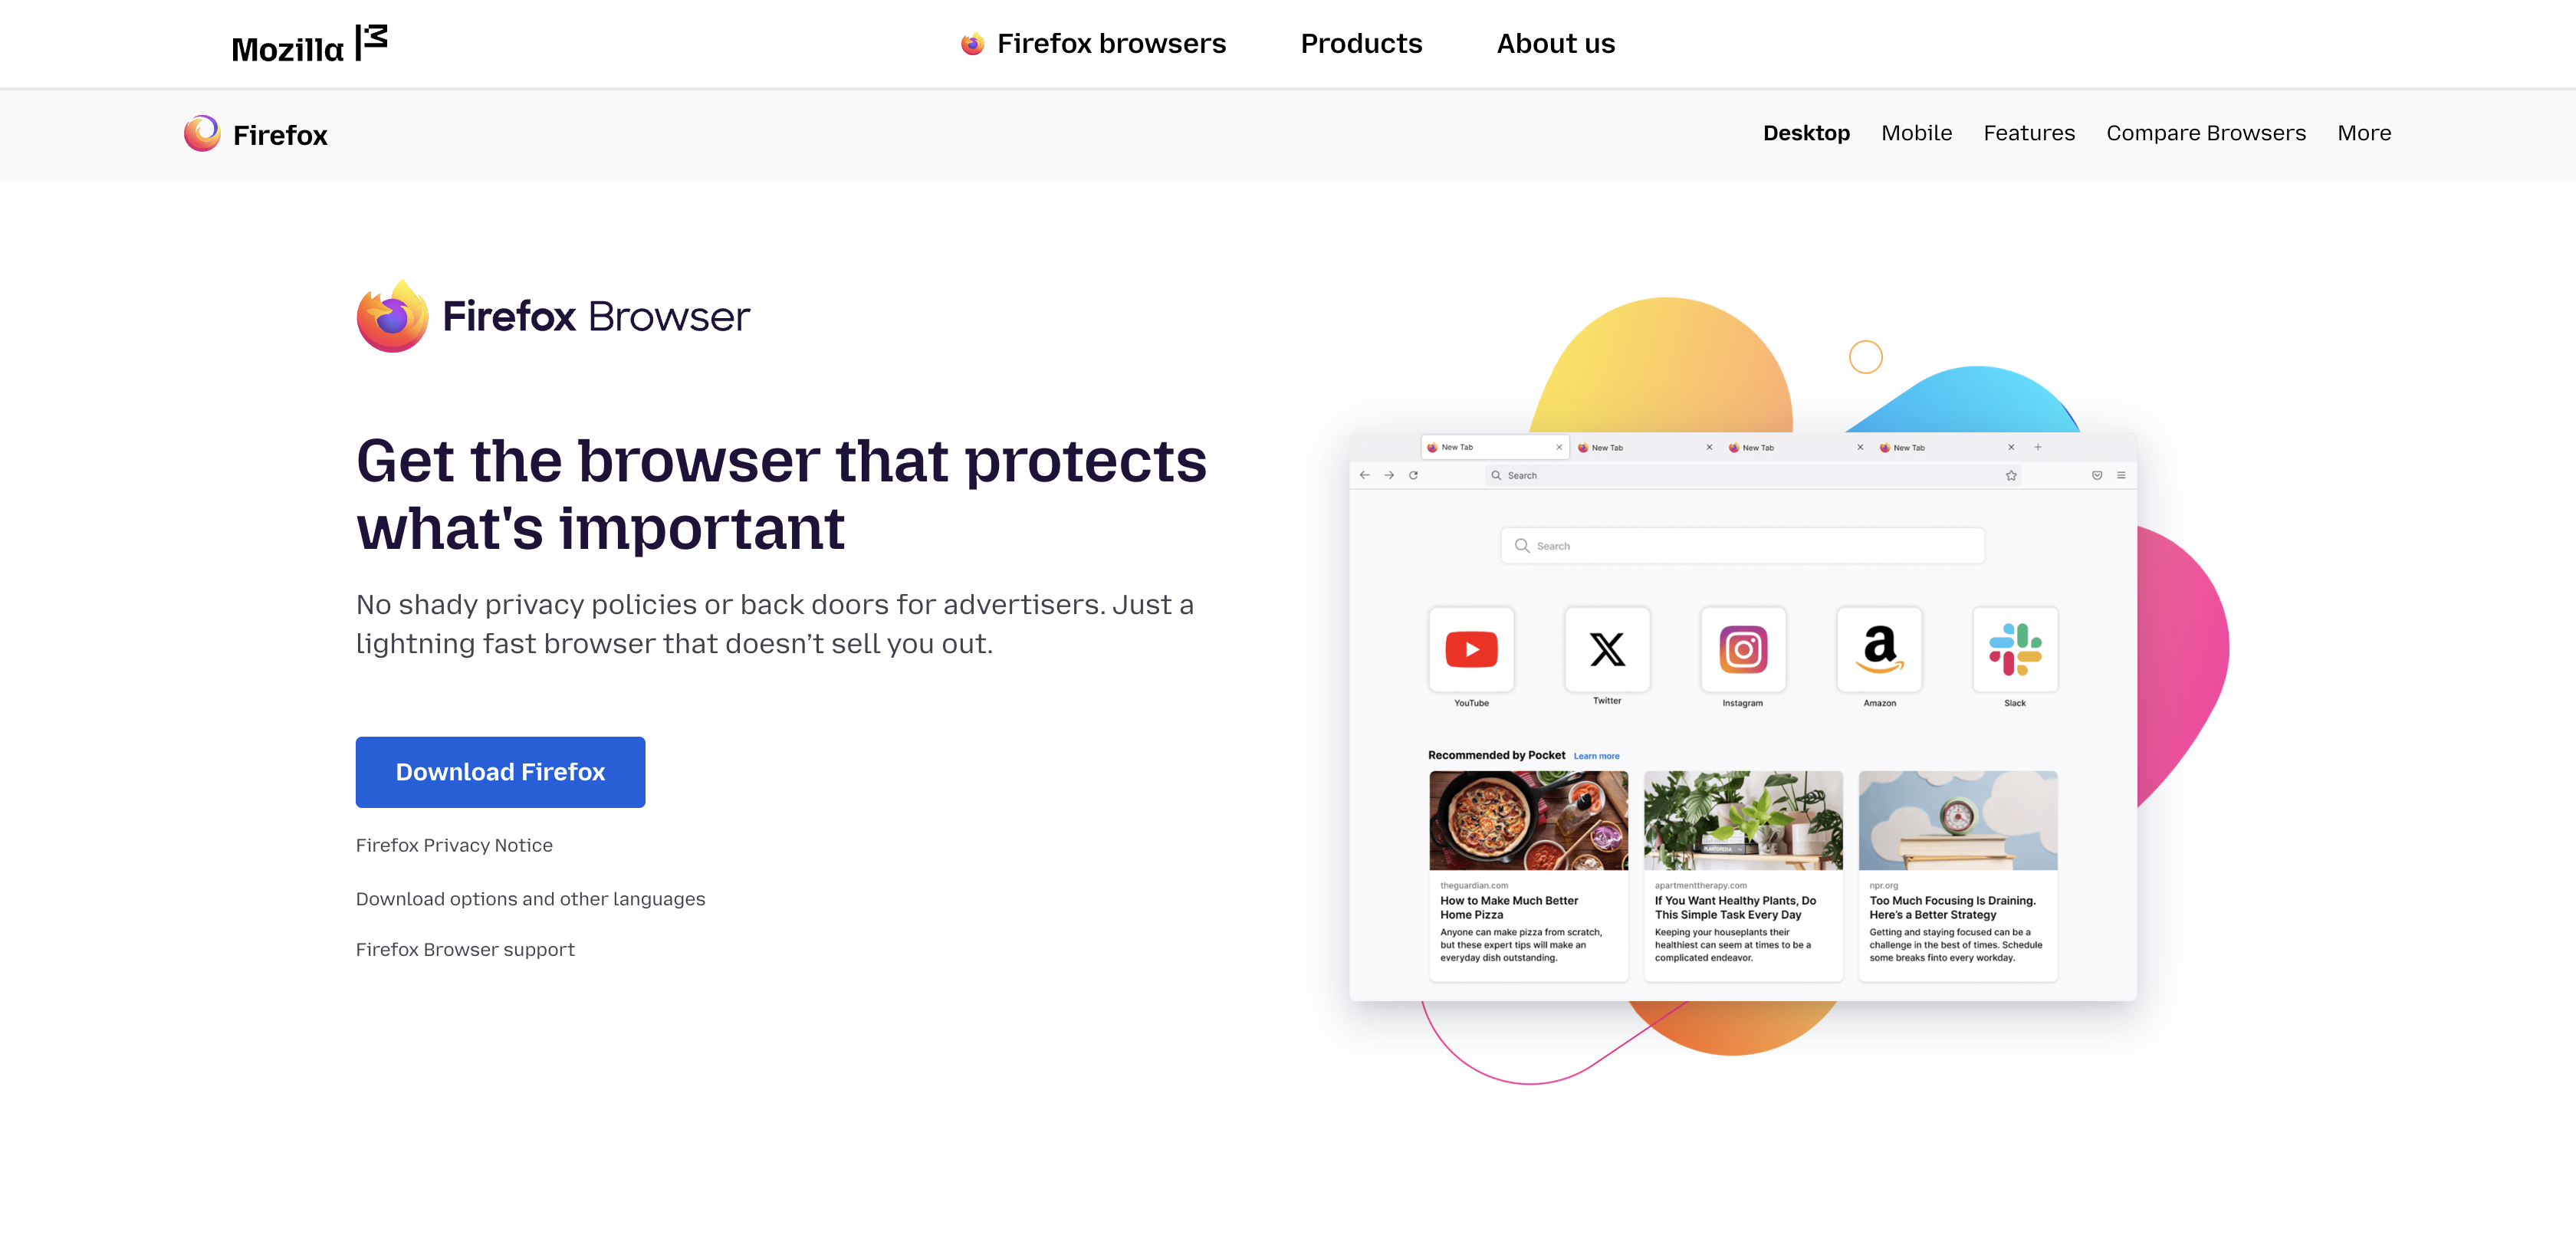 Mozilla
Firefox browsers
Products
About us
Firefox
Desktop
Mobile
Features
Compare Browsers
More
Firefox Browser
Get the browser that protects
what's important
No shady privacy policies or back doors for advertisers. Just a
lightning fast browser that doesn’t sell you out.
Download Firefox
Firefox Privacy Notice
Download options and other languages
Firefox Browser support
New Tab
New Tab
New Tab
New Tab
Search
Search
YouTube
Twitter
Instagram
Amazon
Slack
Recommended by Pocket Learn more
theguardian.com
How to Make Much Better
Home Pizza
Anyone can make pizza from scratch,
but these expert tips will make an
everyday dish outstanding.
apartmenttherapy.com
If You Want Healthy Plants, Do
This Simple Task Every Day
Keeping your houseplants their
healthiest can seem at times to be a
complicated endeavor.
npr.org
Too Much Focusing Is Draining.
Here’s a Better Strategy
Getting and staying focused can be a
challenge in the best of times. Schedule
some breaks finto every workday.